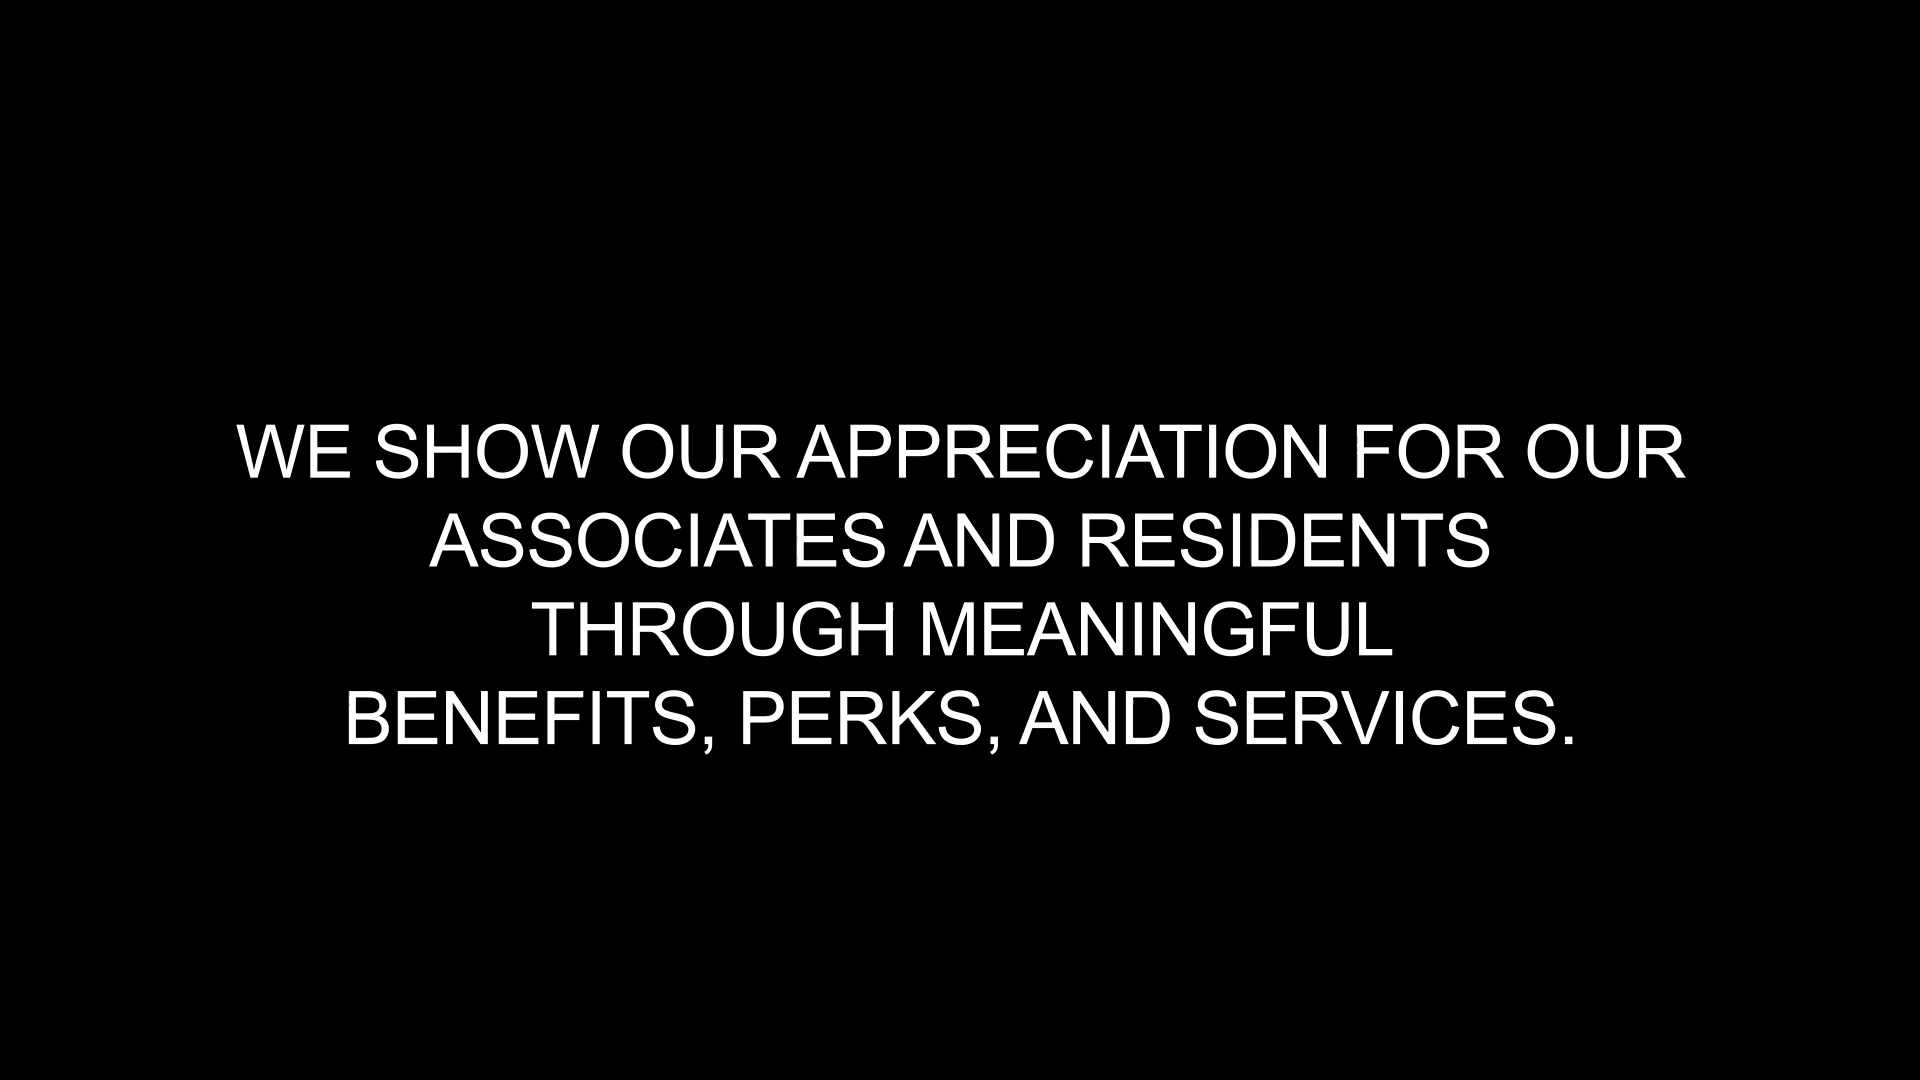 WE SHOW OUR APPRECIATION FOR OUR
ASSOCIATES AND RESIDENTS
THROUGH MEANINGFUL
BENEFITS, PERKS, AND SERVICES.